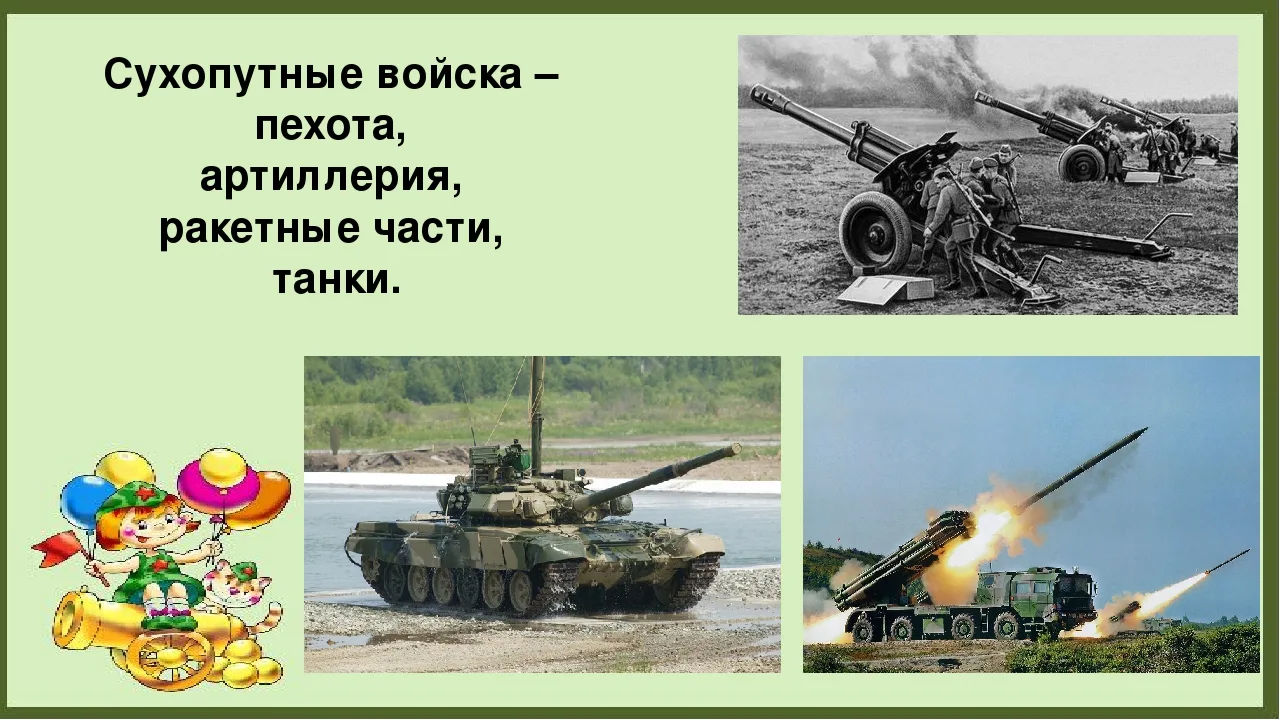 Сухопутные войска –
пехота,
артиллерия,
ракетные части,
танки.